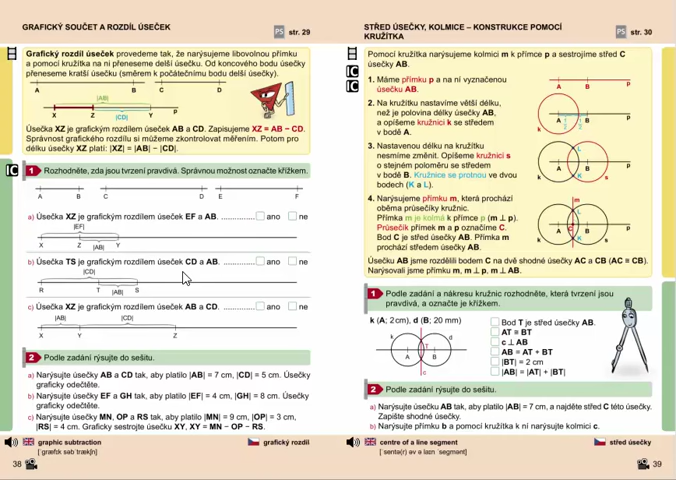 GRAFICKÝ SOUČET A ROZDÍL ÚSEČEK
PS str. 29
Grafický rozdíl úseček provedeme tak, že narýsujeme libovolnou přímku
a pomocí kružítka na ni přeneseme delší úsečku. Od koncového bodu úsečky
přeneseme kratší úsečku (směrem k počátečnímu bodu delší úsečky).
A B C D
|AB|
X Z Y p
|CD|
Úsečka XZ je grafickým rozdílem úseček AB a CD. Zapisujeme XZ = AB − CD.
Správnost grafického rozdílu si můžeme zkontrolovat měřením. Potom pro
délku úsečky XZ platí: |XZ| = |AB| − |CD|.
1 Rozhodněte, zda jsou tvrzení pravdivá. Správnou možnost označte křížkem.
A B C D E F
a) Úsečka XZ je grafickým rozdílem úseček EF a AB. ............... ano ne
|EF|
X Z Y
|AB|
b) Úsečka TS je grafickým rozdílem úseček CD a AB. .............. ano ne
|CD|
R T S
|AB|
c) Úsečka XZ je grafickým rozdílem úseček AB a CD. .............. ano ne
|AB| |CD|
X Y Z
2 Podle zadání rýsujte do sešitu.
a) Narýsujte úsečky AB a CD tak, aby platilo |AB| = 7 cm, |CD| = 5 cm. Úsečky
graficky odečtěte.
b) Narýsujte úsečky EF a GH tak, aby platilo |EF| = 4 cm, |GH| = 8 cm. Úsečky
graficky odečtěte.
c) Narýsujte úsečky MN, OP a RS tak, aby platilo |MN| = 9 cm, |OP| = 3 cm,
|RS| = 4 cm. Graficky sestrojte úsečku XY, XY = MN − OP − RS.
graphic subtraction
grafický rozdíl
[ˈgræfɪk səbˈtrækʃn]
38
STŘED ÚSEČKY, KOLMICE – KONSTRUKCE POMOCÍ
KRUŽÍTKA
PS str. 30
Pomocí kružítka narýsujeme kolmici m k přímce p a sestrojíme střed C
úsečky AB.
1. Máme přímku p a na ní vyznačenou
úsečku AB.
A B p
2. Na kružítku nastavíme větší délku,
než je polovina délky úsečky AB,
a opíšeme kružnici k se středem
v bodě A.
A B p
k
3. Nastavenou délku na kružítku
nesmíme změnit. Opíšeme kružnici s
o stejném poloměru se středem
v bodě B. Kružnice se protnou ve dvou
bodech (K a L).
L
A B p
k K s
4. Narýsujeme přímku m, která prochází
oběma průsečíky kružnic.
Přímka m je kolmá k přímce p (m ⊥ p).
Průsečík přímek m a p označíme C.
Bod C je střed úsečky AB. Přímka m
prochází středem úsečky AB.
m
L
A C B p
k K s
Úsečku AB jsme rozdělili bodem C na dvě shodné úsečky AC a CB (AC ≅ CB).
Narýsovali jsme přímku m, m ⊥ p, m ⊥ AB.
1 Podle zadání a nákresu kružnic rozhodněte, která tvrzení jsou
pravdivá, a označte je křížkem.
k (A; 2 cm), d (B; 20 mm)
k d
T
A B
c
Bod T je střed úsečky AB.
AT ≅ BT
c ⊥ AB
AB = AT + BT
|BT| = 2 cm
|AB| = |AT| + |BT|
2 Podle zadání rýsujte do sešitu.
a) Narýsujte úsečku AB tak, aby platilo |AB| = 7 cm, a najděte střed C této úsečky.
Zapište shodné úsečky.
b) Narýsujte přímku b a pomocí kružítka k ní narýsujte kolmici c.
centre of a line segment
střed úsečky
[ˈsentə(r) əv ə laɪn ˈsegmənt]
39